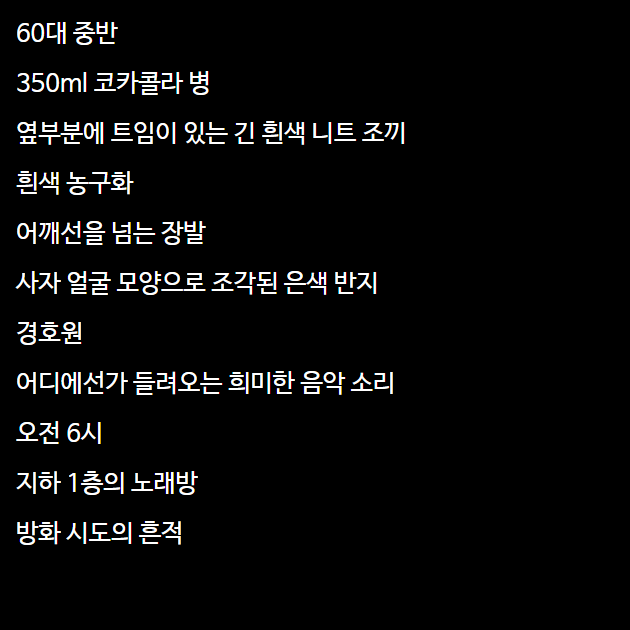 60대 중반
350ml 코카콜라 병
옆부분에 트임이 있는 긴 흰색 니트 조끼
흰색 농구화
어깨선을 넘는 장발
사자 얼굴 모양으로 조각된 은색 반지
경호원
어디에선가 들려오는 희미한 음악 소리
오전 6시
지하 1층의 노래방
방화 시도의 흔적